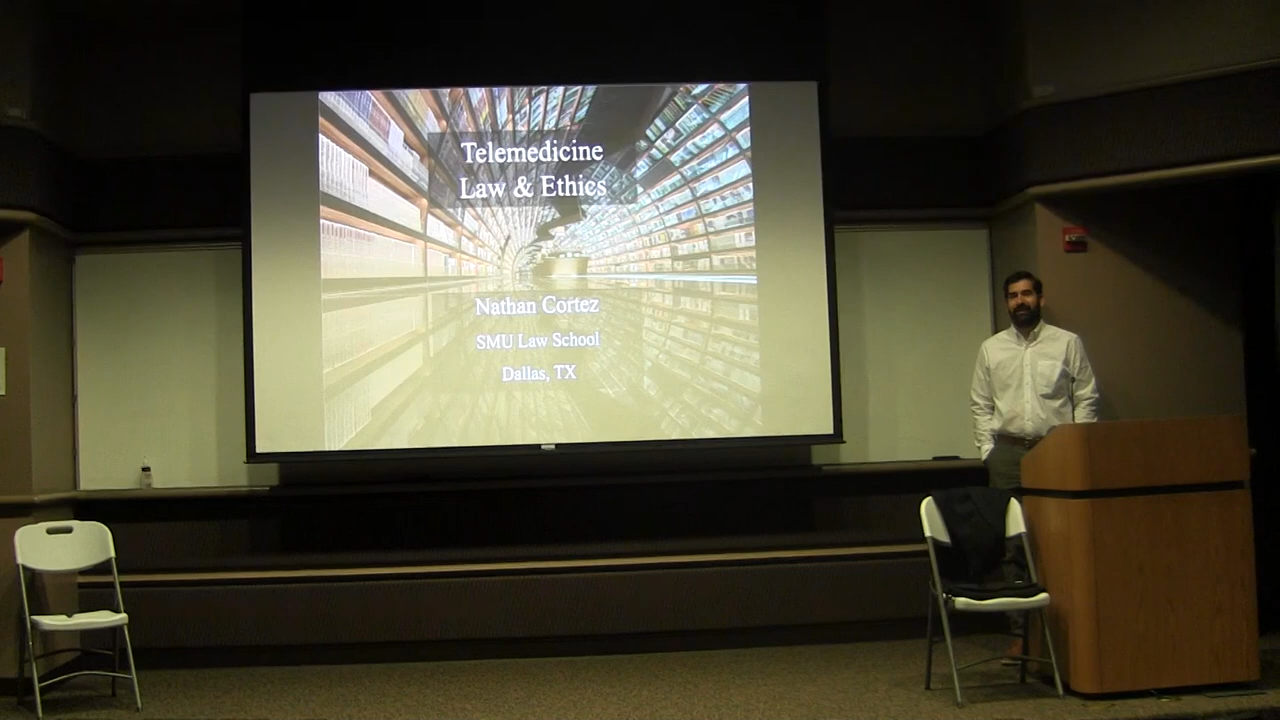 Telemedicine
Law & Ethics
Nathan Cortez
SMU Law School
Dallas, TX